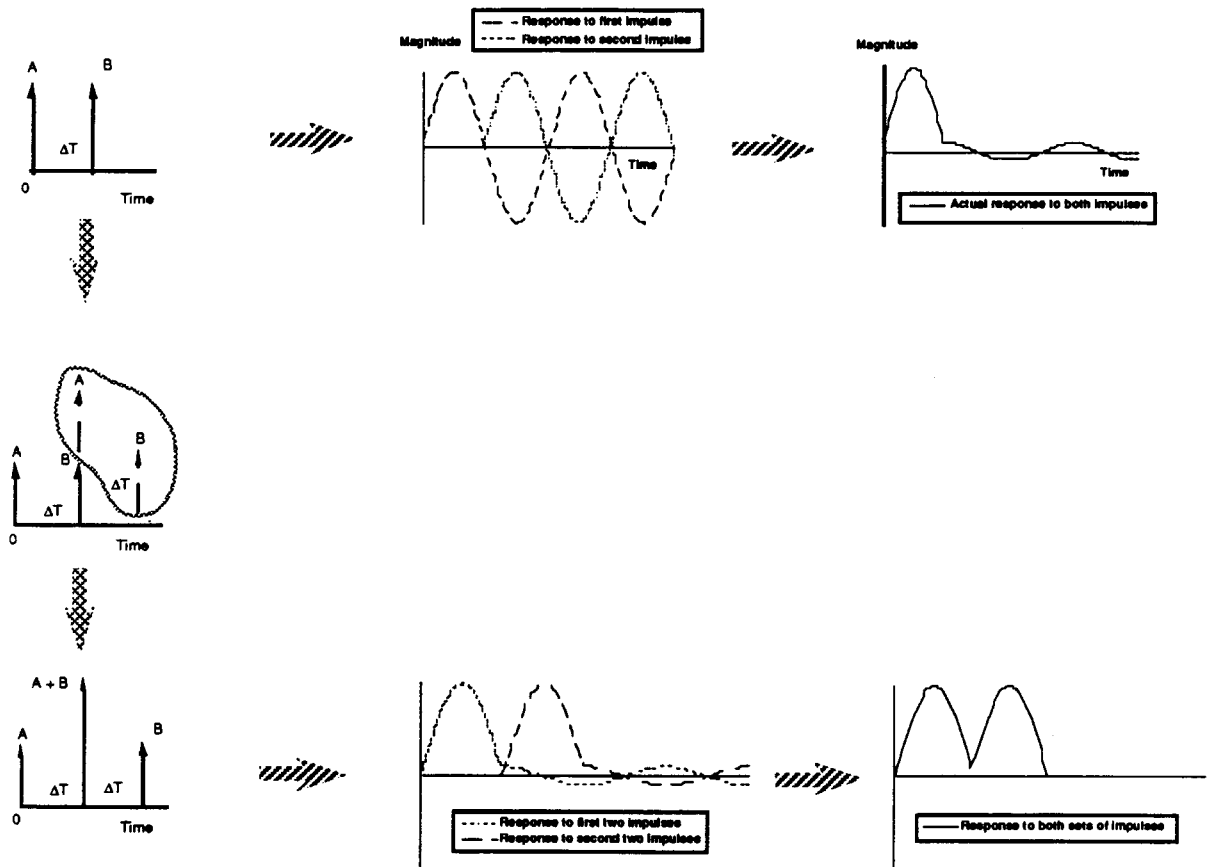 Response to first impulse
Response to second impulse
Magnitude
Magnitude
A
B
ΔT
0
Time
Time
Time
Actual response to both impulses
A
A
B
B
ΔT
ΔT
0
Time
A + B
A
B
ΔT
ΔT
0
Time
Response to first two impulses
Response to second two impulses
Response to both sets of impulses